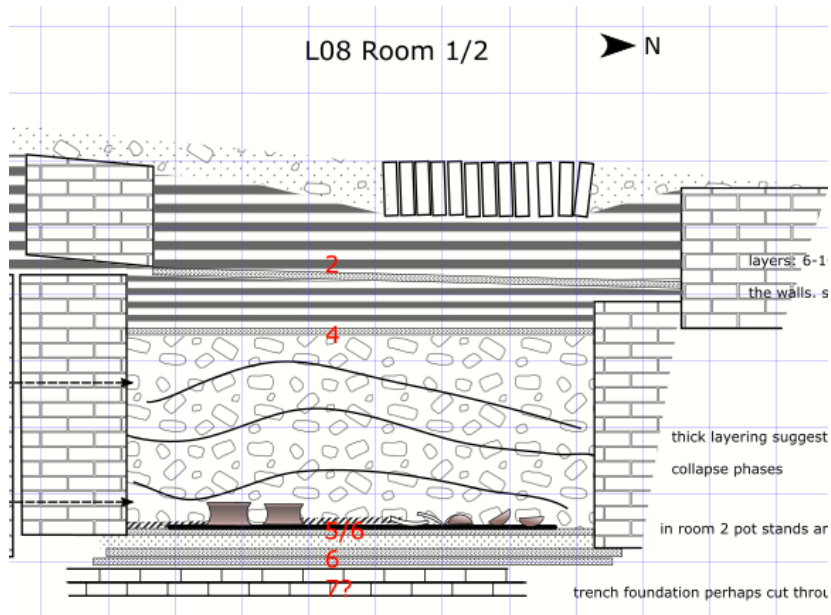 L08 Room 1/2
N
2
layers: 6-1
the walls. s
4
thick layering suggest
collapse phases
5/6
in room 2 pot stands ar
6
7?
trench foundation perhaps cut throu